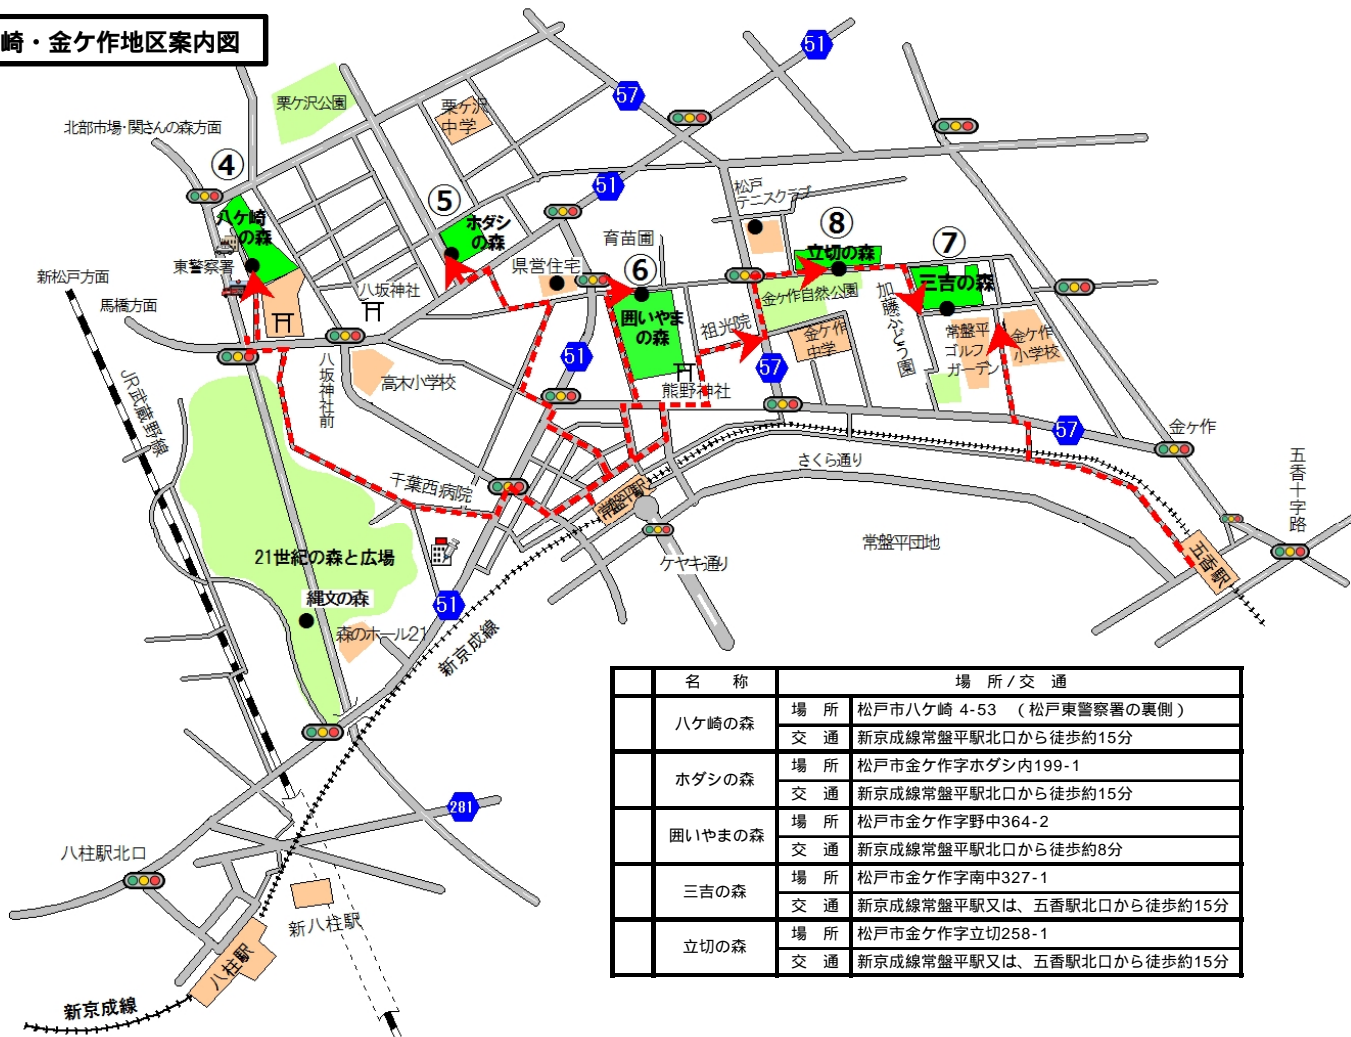 崎・金ケ作地区案内図
51
57
栗ケ沢公園
栗ケ沢
中学
北部市場・関さんの森方面
④
八ケ崎
の森
東警察署
⑤
ホダシ
の森
51
松戸
テニスクラブ
育苗圃
県営住宅
⑥
囲いやま
の森
⑧
立切の森
⑦
三吉の森
新松戸方面
馬橋方面
八坂神社
金ケ作自然公園
祖光院
加藤ぶどう園
常盤平
ゴルフ
ガーデン
金ケ作
小学校
金ケ作
中学
51
57
熊野神社
JR武蔵野線
八坂神社前
高木小学校
57
金ケ作
五香十字路
さくら通り
千葉西病院
常盤平駅
常盤平団地
五香駅
21世紀の森と広場
縄文の森
森のホール21
51
新京成線
ケヤキ通り
281
八柱駅北口
新八柱駅
八柱駅
新京成線
名 称 場 所/交 通
八ケ崎の森 場 所 松戸市八ケ崎 4-53 (松戸東警察署の裏側)
交 通 新京成線常盤平駅北口から徒歩約15分
ホダシの森 場 所 松戸市金ケ作字ホダシ内199-1
交 通 新京成線常盤平駅北口から徒歩約15分
囲いやまの森 場 所 松戸市金ケ作字野中364-2
交 通 新京成線常盤平駅北口から徒歩約8分
三吉の森 場 所 松戸市金ケ作字南中327-1
交 通 新京成線常盤平駅又は、五香駅北口から徒歩約15分
立切の森 場 所 松戸市金ケ作字立切258-1
交 通 新京成線常盤平駅又は、五香駅北口から徒歩約15分